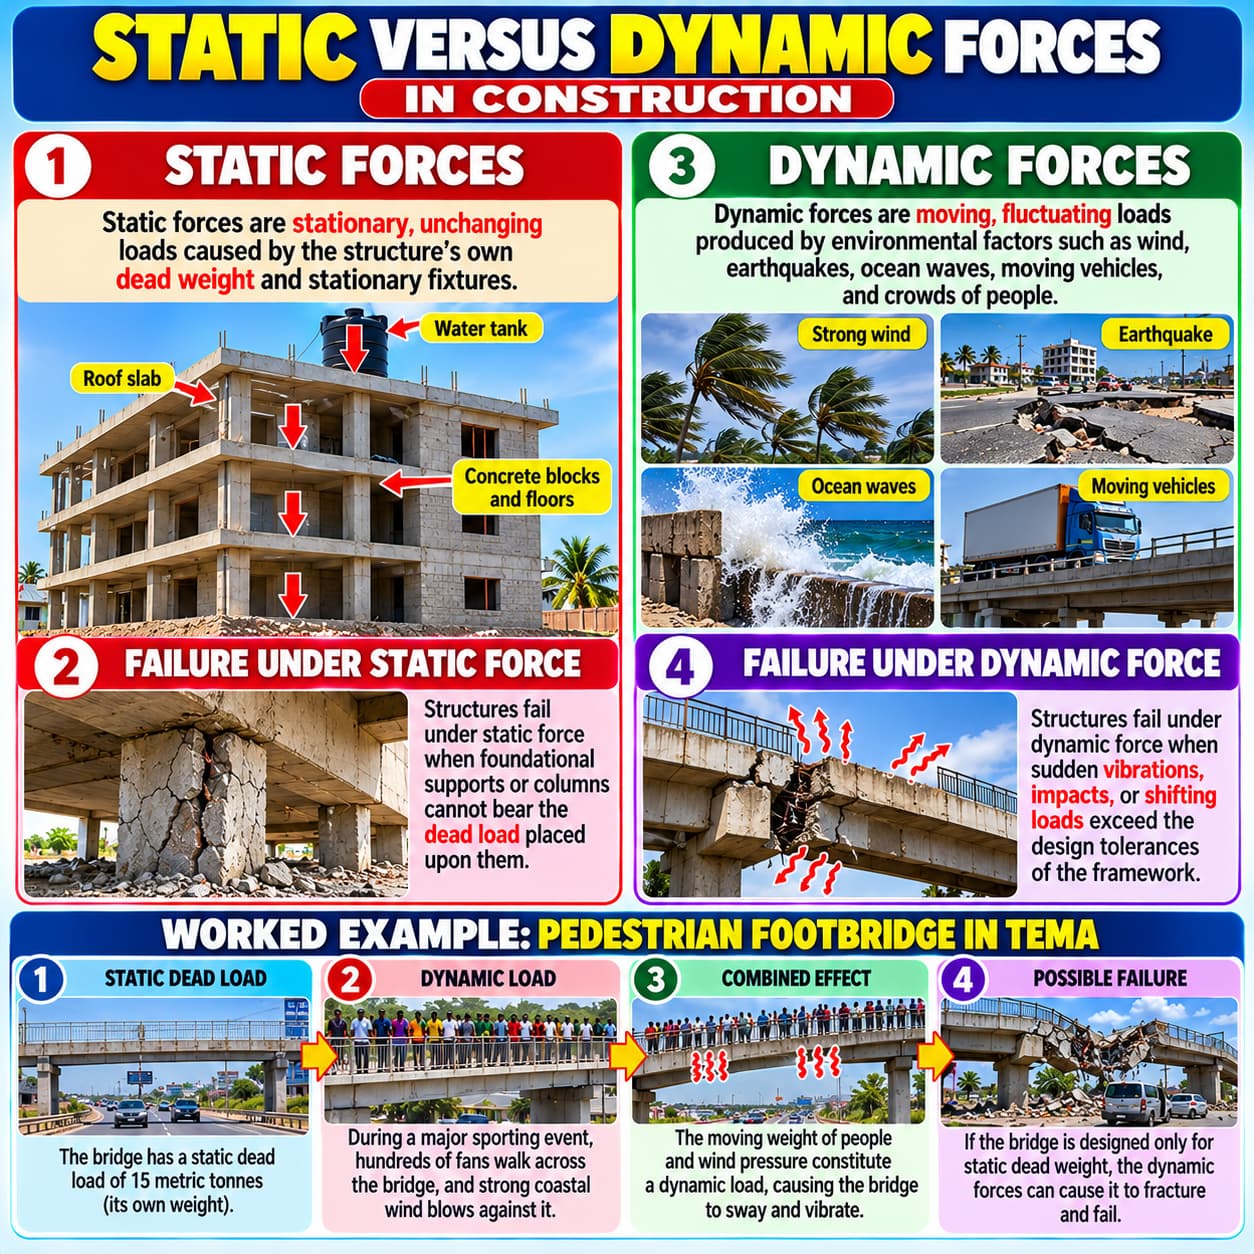 STATIC VERSUS DYNAMIC FORCES
IN CONSTRUCTION
1 STATIC FORCES
Static forces are stationary, unchanging
loads caused by the structure's own
dead weight and stationary fixtures.
Water tank
Roof slab
Concrete blocks
and floors
2 FAILURE UNDER STATIC FORCE
Structures fail
under static force
when foundational
supports or columns
cannot bear the
dead load placed
upon them.
3 DYNAMIC FORCES
Dynamic forces are moving, fluctuating loads
produced by environmental factors such as wind,
earthquakes, ocean waves, moving vehicles,
and crowds of people.
Strong wind
Earthquake
Ocean waves
Moving vehicles
4 FAILURE UNDER DYNAMIC FORCE
Structures fail under
dynamic force when
sudden vibrations,
impacts, or shifting
loads exceed the
design tolerances
of the framework.
WORKED EXAMPLE: PEDESTRIAN FOOTBRIDGE IN TEMA
1 STATIC DEAD LOAD
The bridge has a static dead
load of 15 metric tonnes
(its own weight).
2 DYNAMIC LOAD
During a major sporting event,
hundreds of fans walk across
the bridge, and strong coastal
wind blows against it.
3 COMBINED EFFECT
The moving weight of people
and wind pressure constitute
a dynamic load, causing the bridge
to sway and vibrate.
4 POSSIBLE FAILURE
If the bridge is designed only for
static dead weight, the dynamic
forces can cause it to fracture
and fail.